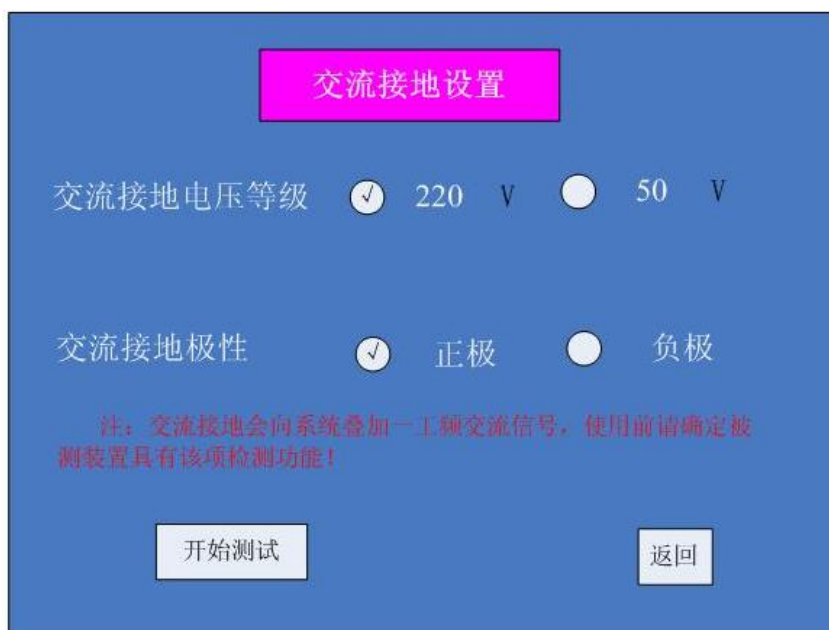 交流接地设置
交流接地电压等级 √ 220 V 50 V
交流接地极性 √ 正极 负极
注：交流接地会向系统叠加一工频交流信号，使用前请确定被
测装置具有该项检测功能！
开始测试 返回